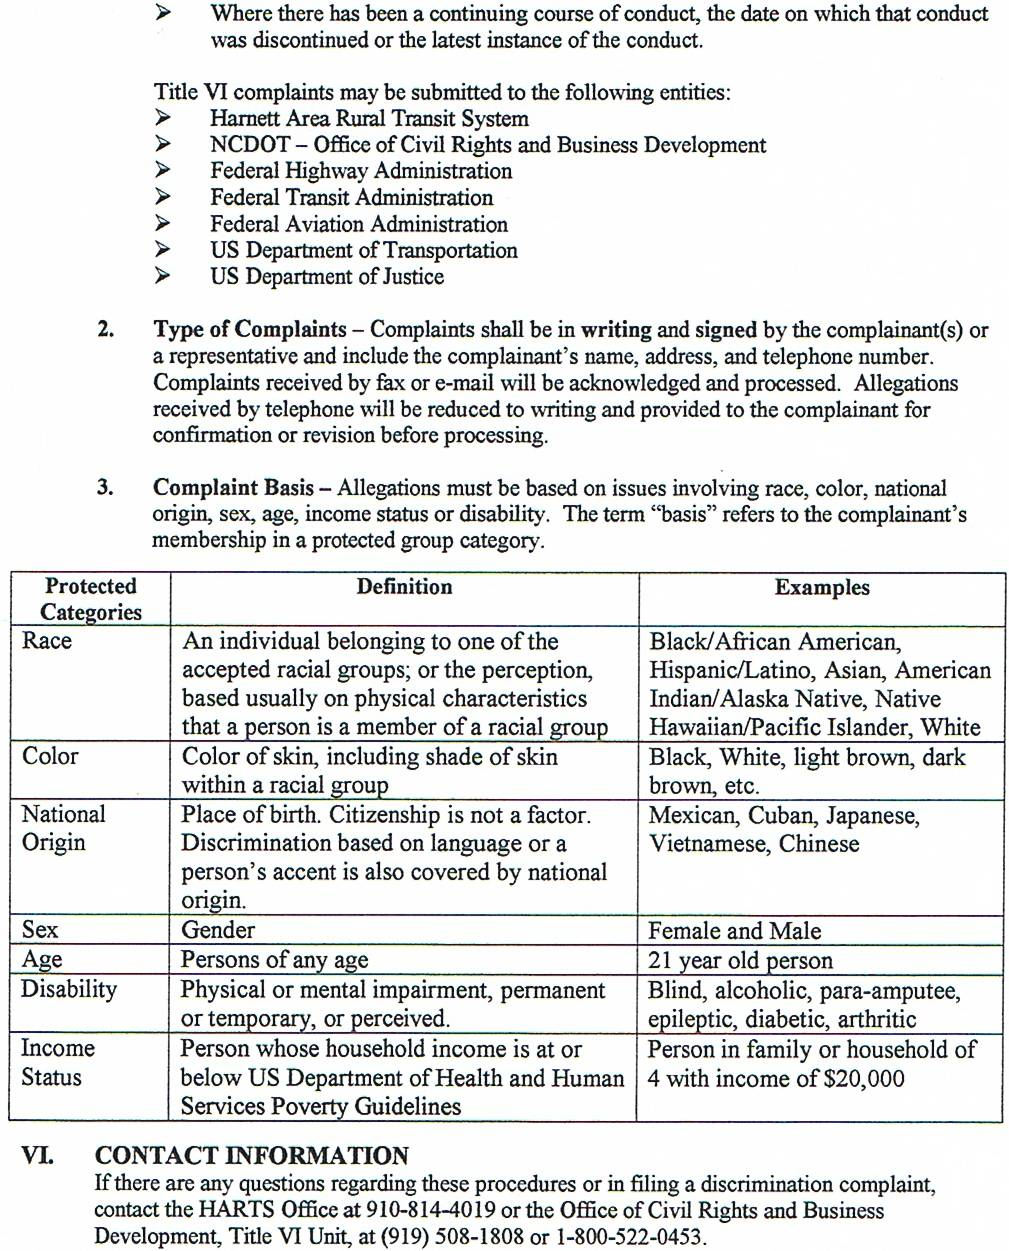 ➤ Where there has been a continuing course of conduct, the date on which that conduct
was discontinued or the latest instance of the conduct.
Title VI complaints may be submitted to the following entities:
➤ Harnett Area Rural Transit System
➤ NCDOT – Office of Civil Rights and Business Development
➤ Federal Highway Administration
➤ Federal Transit Administration
➤ Federal Aviation Administration
➤ US Department of Transportation
➤ US Department of Justice
2. Type of Complaints – Complaints shall be in writing and signed by the complainant(s) or
a representative and include the complainant's name, address, and telephone number.
Complaints received by fax or e-mail will be acknowledged and processed. Allegations
received by telephone will be reduced to writing and provided to the complainant for
confirmation or revision before processing.
3. Complaint Basis – Allegations must be based on issues involving race, color, national
origin, sex, age, income status or disability. The term "basis" refers to the complainant's
membership in a protected group category.
Protected
Categories
Definition
Examples
Race
An individual belonging to one of the
accepted racial groups; or the perception,
based usually on physical characteristics
that a person is a member of a racial group
Black/African American,
Hispanic/Latino, Asian, American
Indian/Alaska Native, Native
Hawaiian/Pacific Islander, White
Color
Color of skin, including shade of skin
within a racial group
Black, White, light brown, dark
brown, etc.
National
Origin
Place of birth. Citizenship is not a factor.
Discrimination based on language or a
person's accent is also covered by national
origin.
Mexican, Cuban, Japanese,
Vietnamese, Chinese
Sex
Gender
Female and Male
Age
Persons of any age
21 year old person
Disability
Physical or mental impairment, permanent
or temporary, or perceived.
Blind, alcoholic, para-amputee,
epileptic, diabetic, arthritic
Income
Status
Person whose household income is at or
below US Department of Health and Human
Services Poverty Guidelines
Person in family or household of
4 with income of $20,000
VI. CONTACT INFORMATION
If there are any questions regarding these procedures or in filing a discrimination complaint,
contact the HARTS Office at 910-814-4019 or the Office of Civil Rights and Business
Development, Title VI Unit, at (919) 508-1808 or 1-800-522-0453.